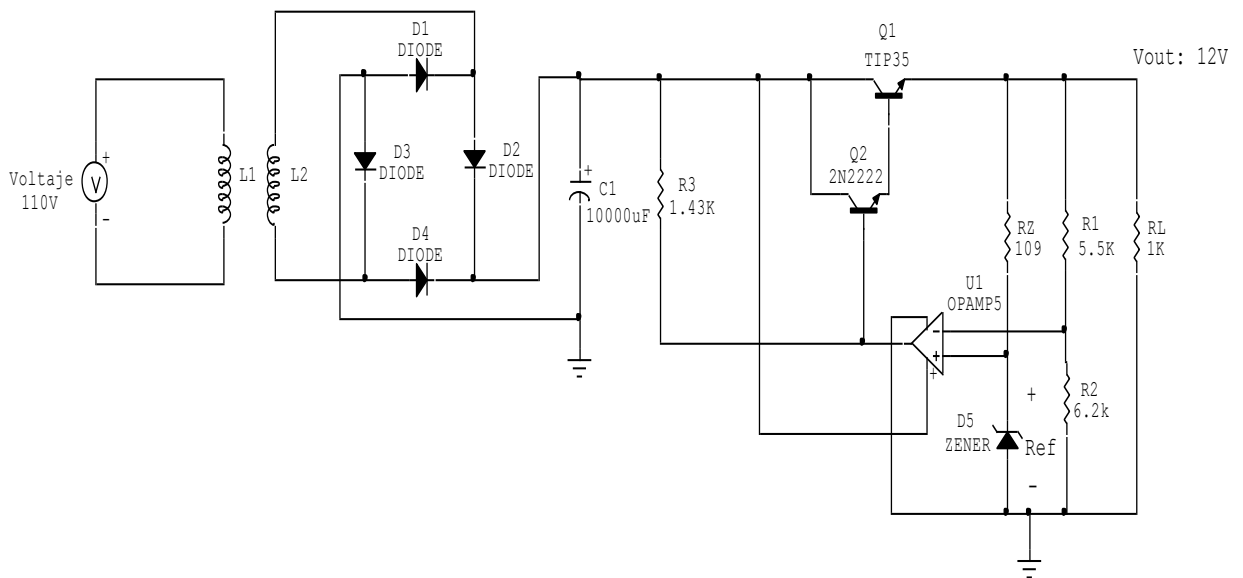 D1
DIODE
Q1
TIP35
Vout: 12V
Voltaje
110V
+
V
-
L1
L2
D3
DIODE
D2
DIODE
D4
DIODE
+
C1
10000uF
R3
1.43K
Q2
2N2222
RZ
109
R1
5.5K
RL
1K
U1
OPAMP5
-
+
+
D5
ZENER
+
Ref
-
R2
6.2k